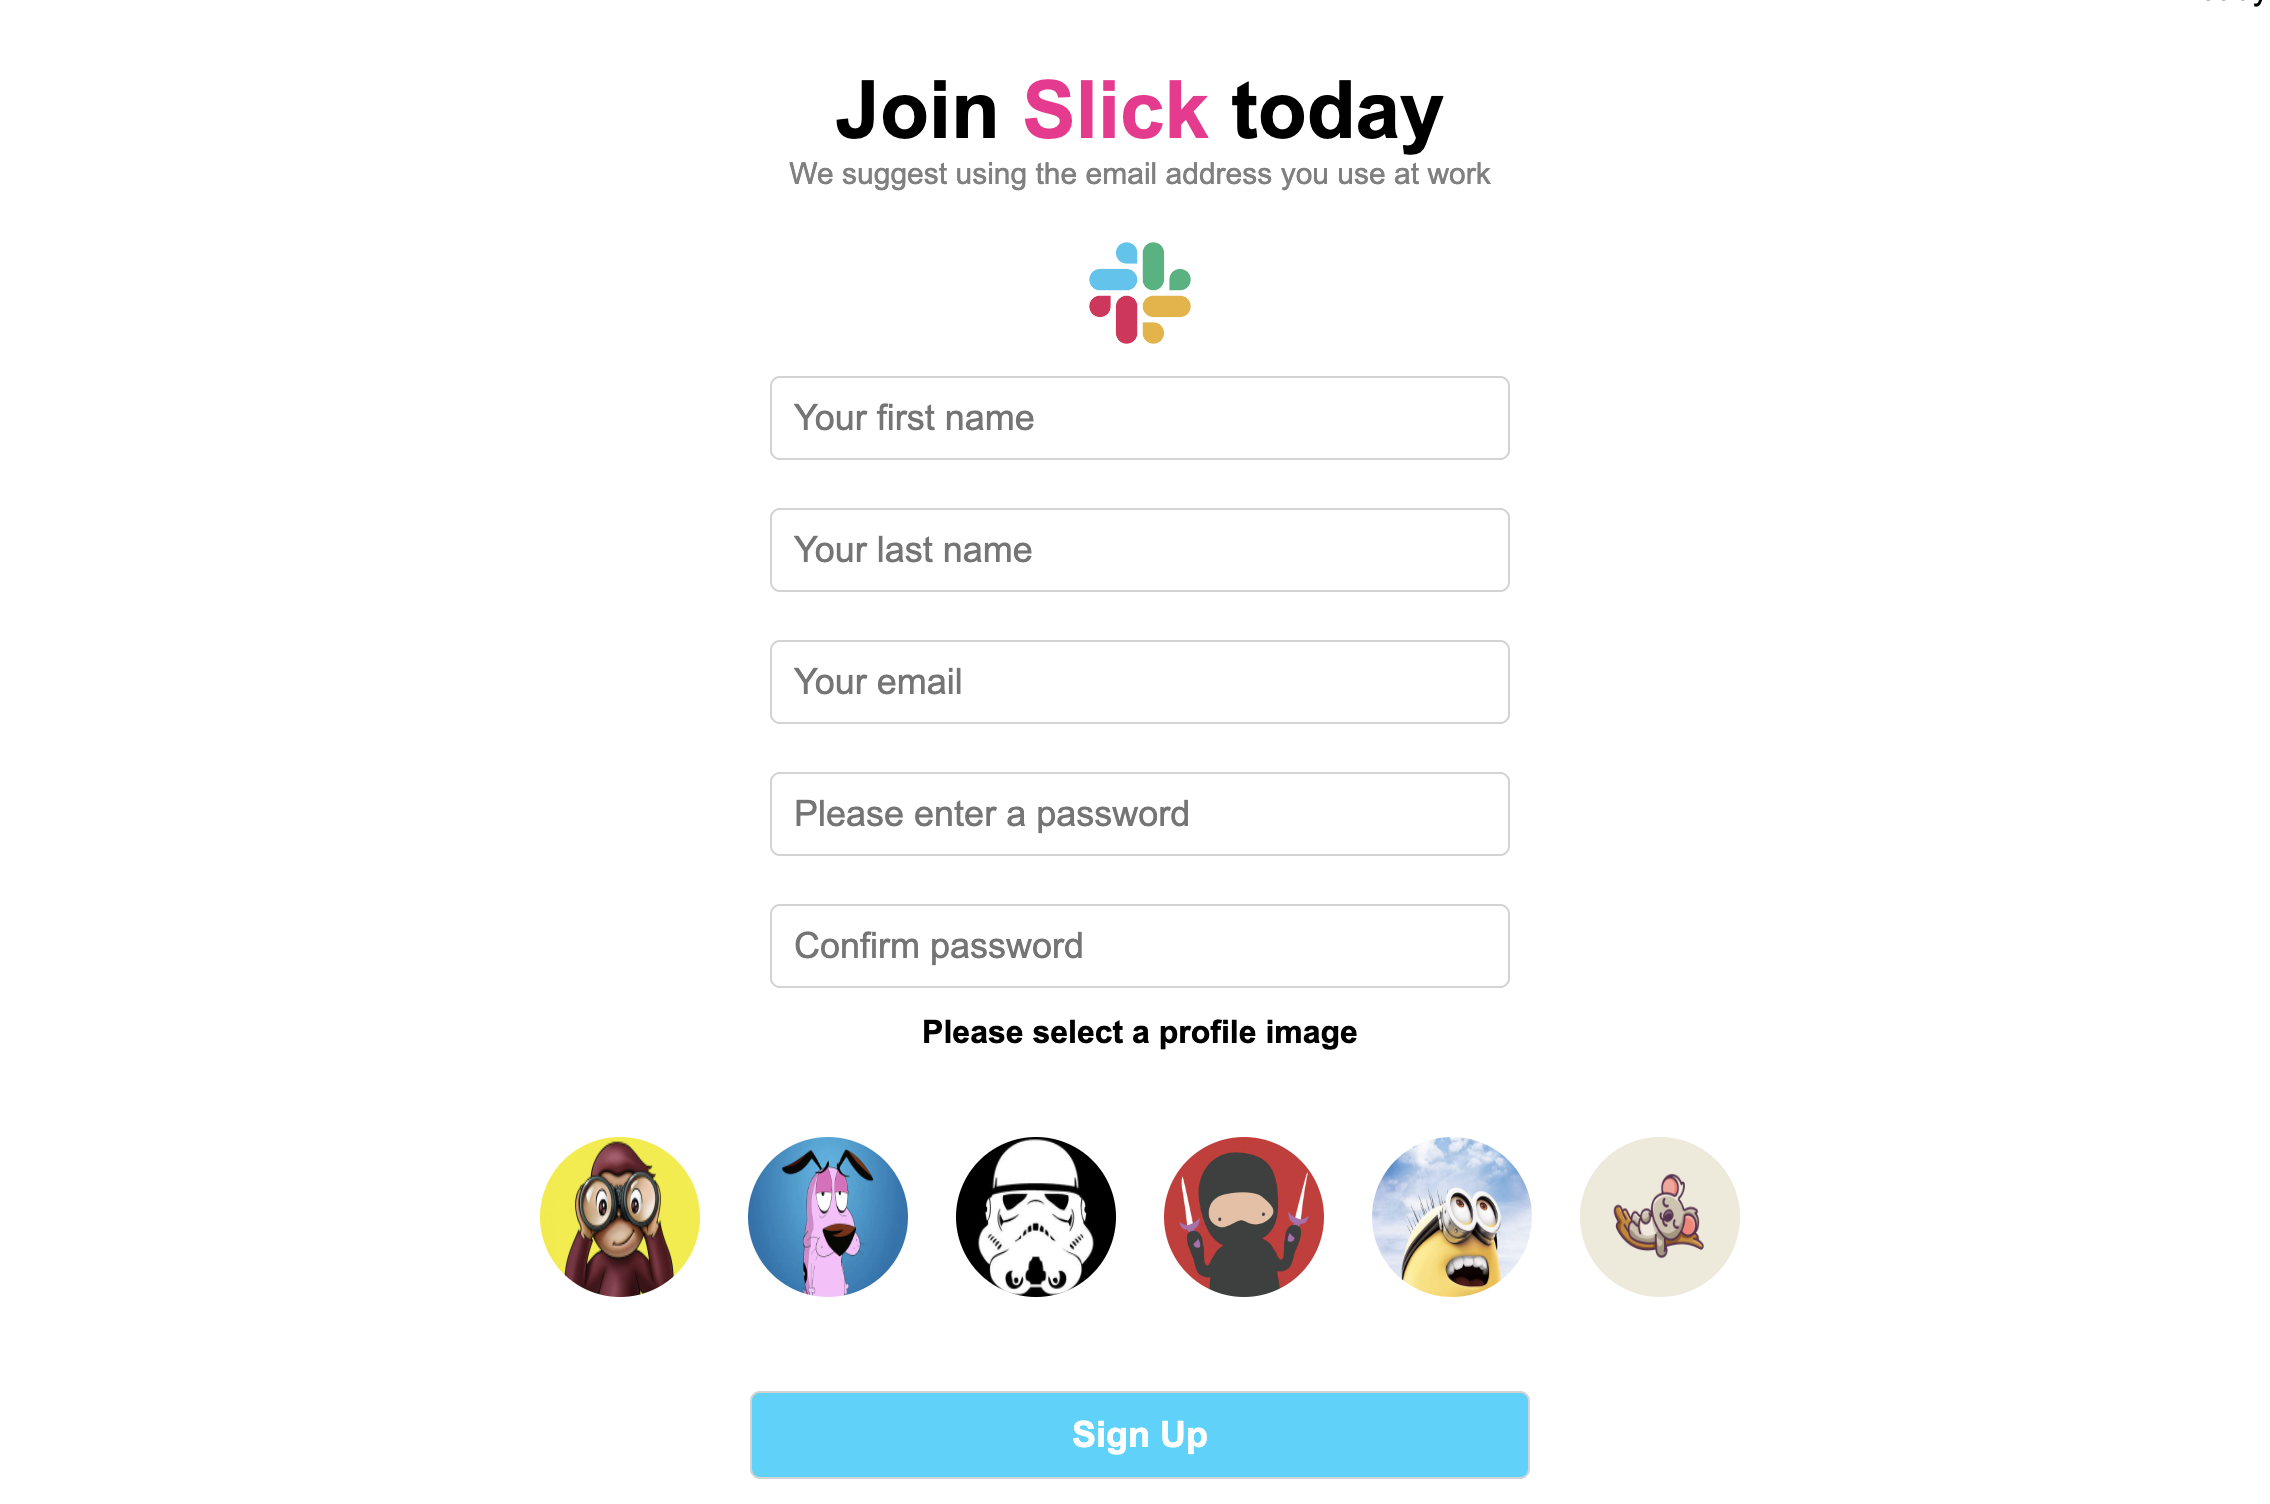 Join Slick today
We suggest using the email address you use at work
Your first name
Your last name
Your email
Please enter a password
Confirm password
Please select a profile image
Sign Up